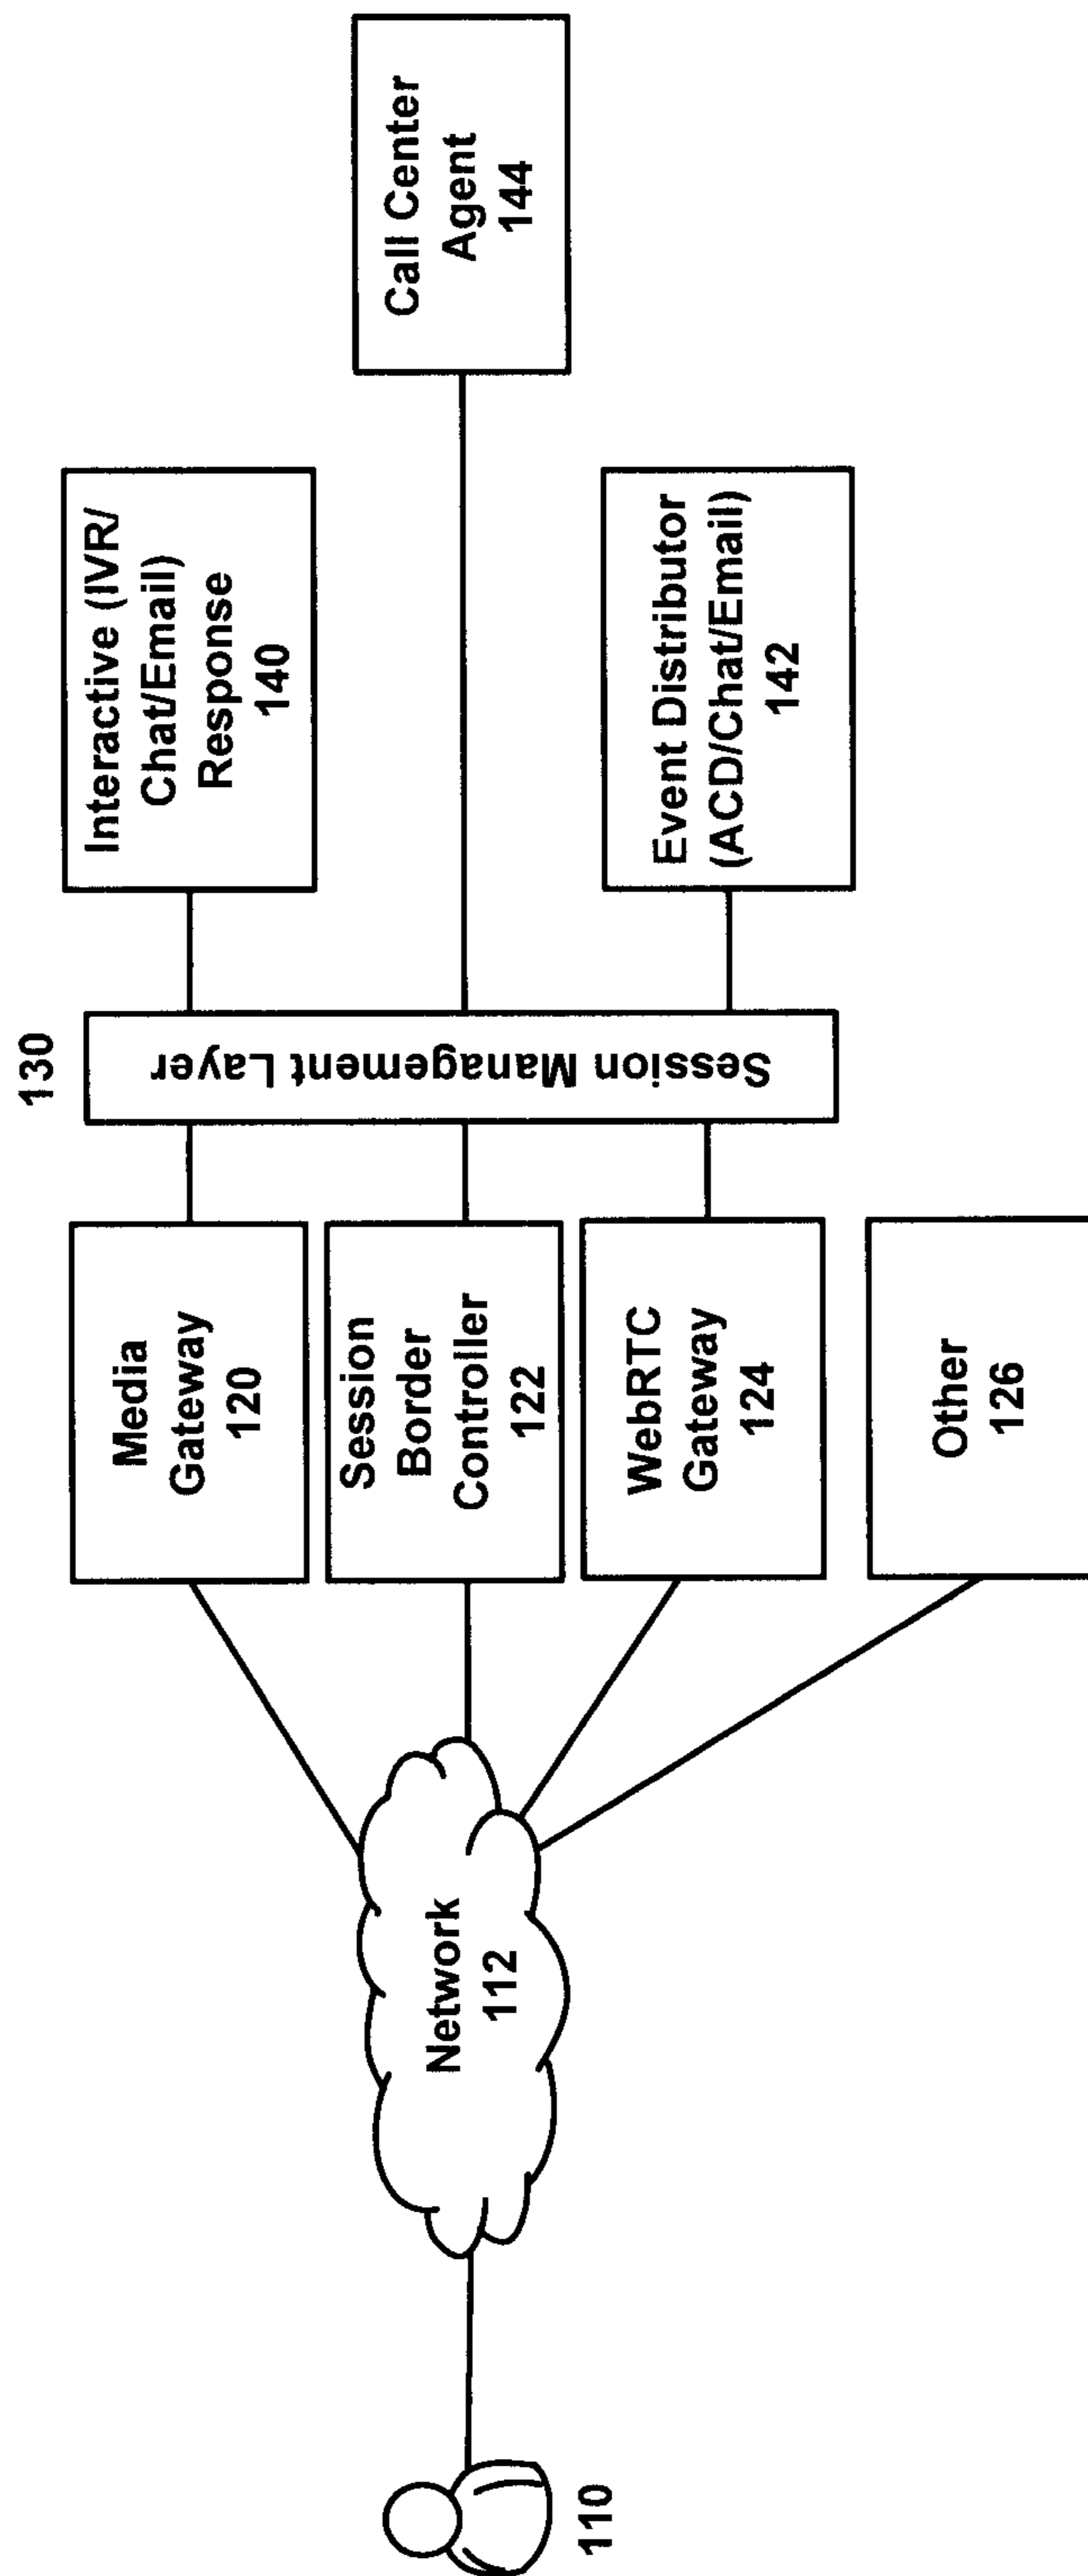 110
Network
112
Media
Gateway
120
Session
Border
Controller
122
WebRTC
Gateway
124
Other
126
130
Session Management Layer
Interactive (IVR/
Chat/Email)
Response
140
Event Distributor
(ACD/Chat/Email)
142
Call Center
Agent
144